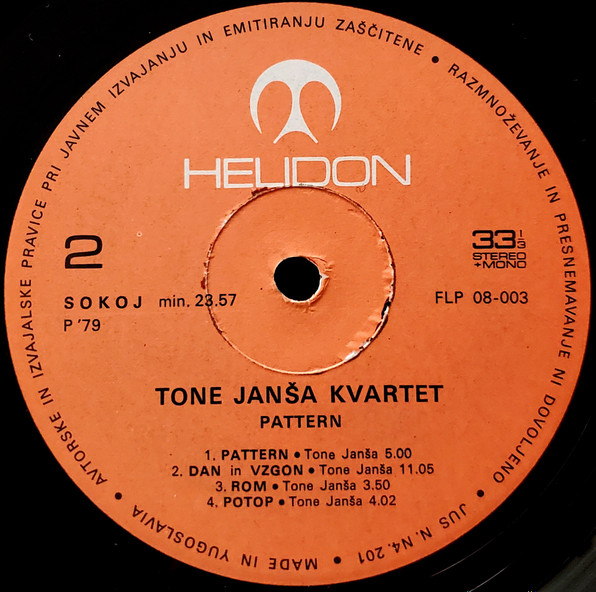 AVTORSKE IN IZVAJALSKE PRAVICE PRI JAVNEM IZVAJANJU IN EMITIRANJU ZAŠČITENE • RAZMNOŽEVANJE IN PRESNEMAVANJE NI DOVOLJENO • JUS N. N4. 201 • MADE IN YUGOSLAVIA •
HELIDON
2
33 1/3
STEREO
+MONO
SOKOJ min. 23.57
FLP 08-003
P '79
TONE JANŠA KVARTET
PATTERN
1. PATTERN • Tone Janša 5.00
2. DAN in VZGON • Tone Janša 11.05
3. ROM • Tone Janša 3.50
4. POTOP • Tone Janša 4.02